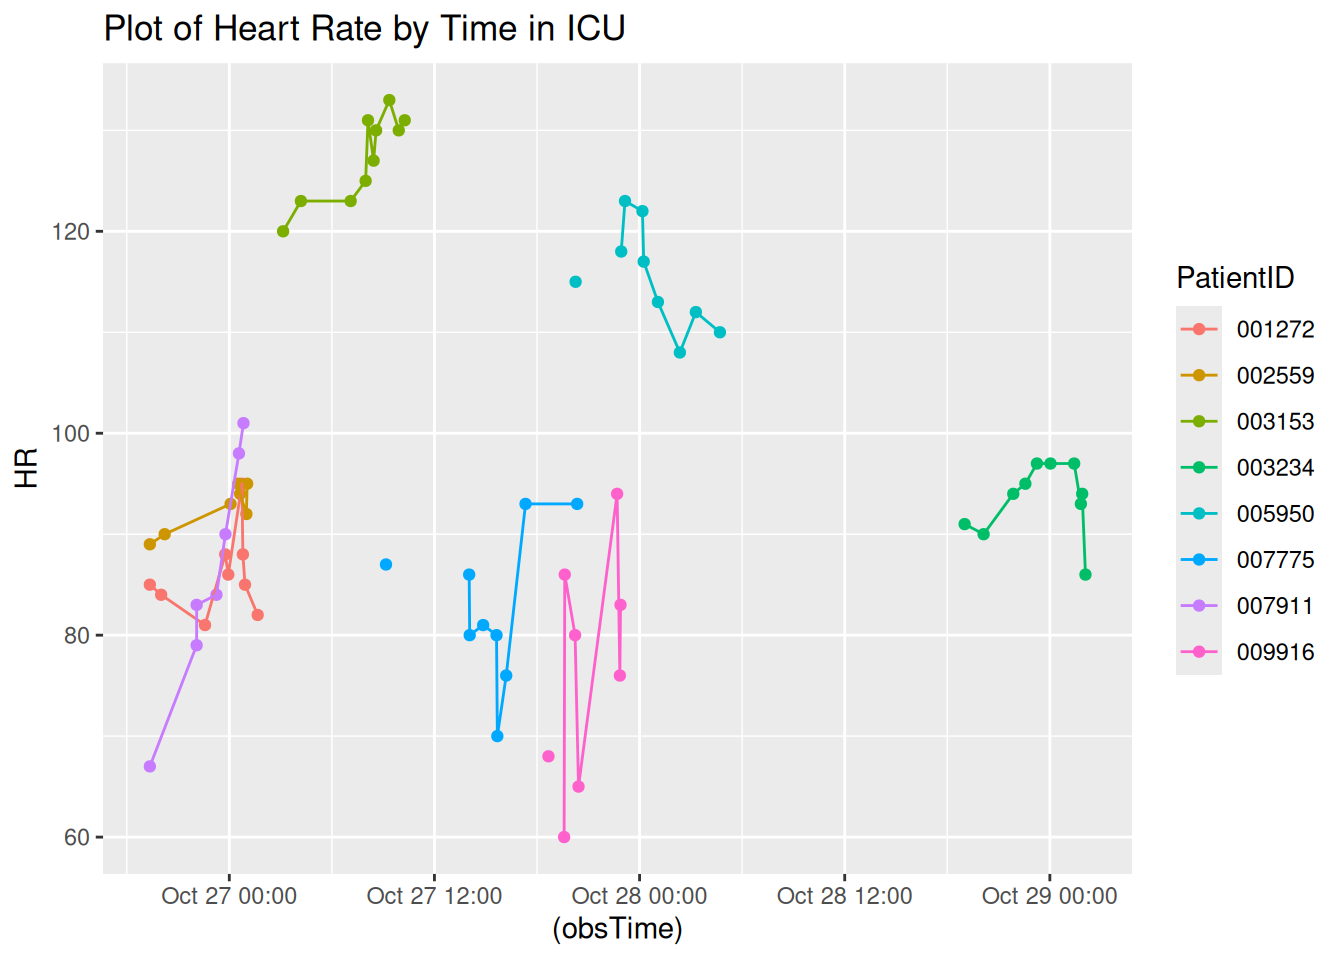 Plot of Heart Rate by Time in ICU
120
100
80
60
HR
Oct 27 00:00
Oct 27 12:00
Oct 28 00:00
Oct 28 12:00
Oct 29 00:00
(obsTime)
PatientID
001272
002559
003153
003234
005950
007775
007911
009916